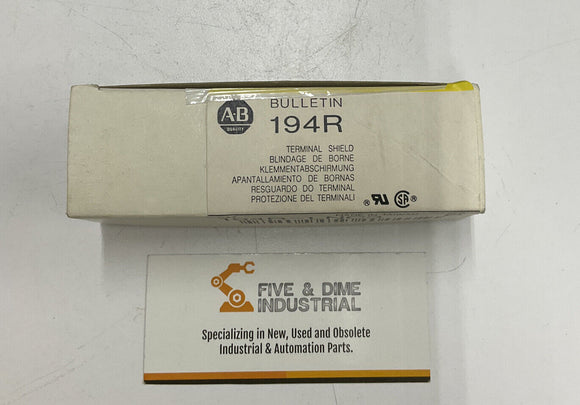 A-B
QUALITY
BULLETIN
194R
TERMINAL SHIELD
BLINDAGE DE BORNE
KLEMMENTABSCHIRMUNG
APANTALLAMIENTO DE BORNAS
RESGUARDO DO TERMINAL
PROTEZIONE DEL TERMINALI
FIVE & DIME
INDUSTRIAL
Specializing in New, Used and Obsolete
Industrial & Automation Parts.